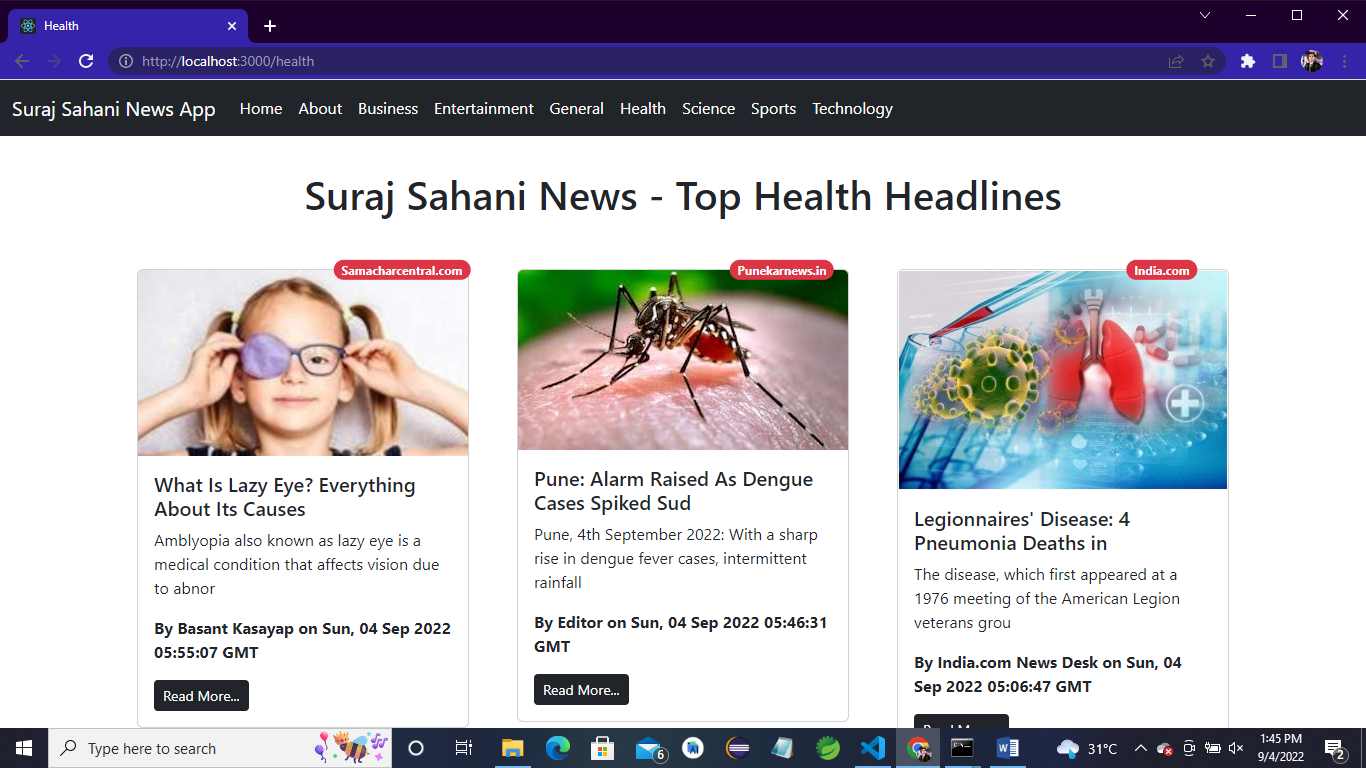 Health
http://localhost:3000/health
Suraj Sahani News App Home About Business Entertainment General Health Science Sports Technology
Suraj Sahani News - Top Health Headlines
Samacharcentral.com
What Is Lazy Eye? Everything
About Its Causes
Amblyopia also known as lazy eye is a
medical condition that affects vision due
to abnor
By Basant Kasayap on Sun, 04 Sep 2022
05:55:07 GMT
Read More...
Punekarnews.in
Pune: Alarm Raised As Dengue
Cases Spiked Sud
Pune, 4th September 2022: With a sharp
rise in dengue fever cases, intermittent
rainfall
By Editor on Sun, 04 Sep 2022 05:46:31
GMT
Read More...
India.com
Legionnaires' Disease: 4
Pneumonia Deaths in
The disease, which first appeared at a
1976 meeting of the American Legion
veterans grou
By India.com News Desk on Sun, 04
Sep 2022 05:06:47 GMT
Type here to search
6
31°C
1:45 PM
9/4/2022
2